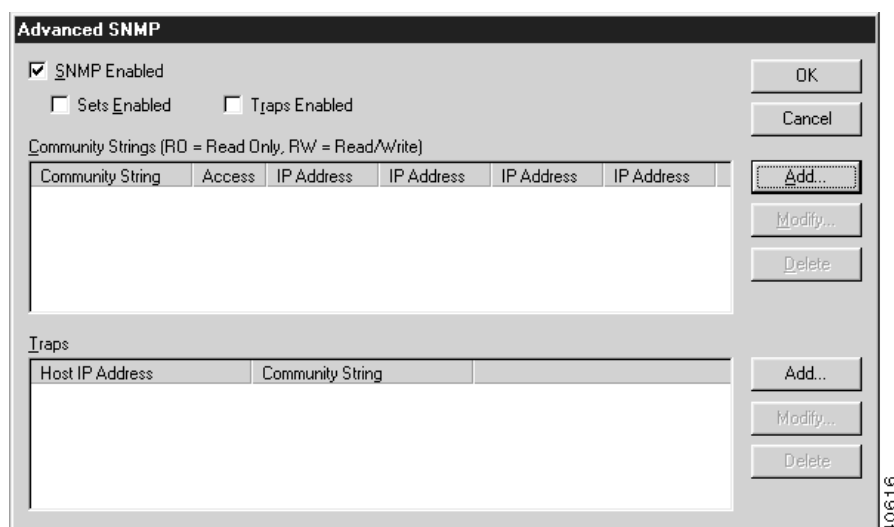 Advanced SNMP
SNMP Enabled
OK
Sets Enabled
Traps Enabled
Cancel
Community Strings (RO = Read Only, RW = Read/Write)
Community String Access IP Address IP Address IP Address IP Address
Add...
Modify...
Delete
Traps
Host IP Address Community String
Add...
Modify...
Delete